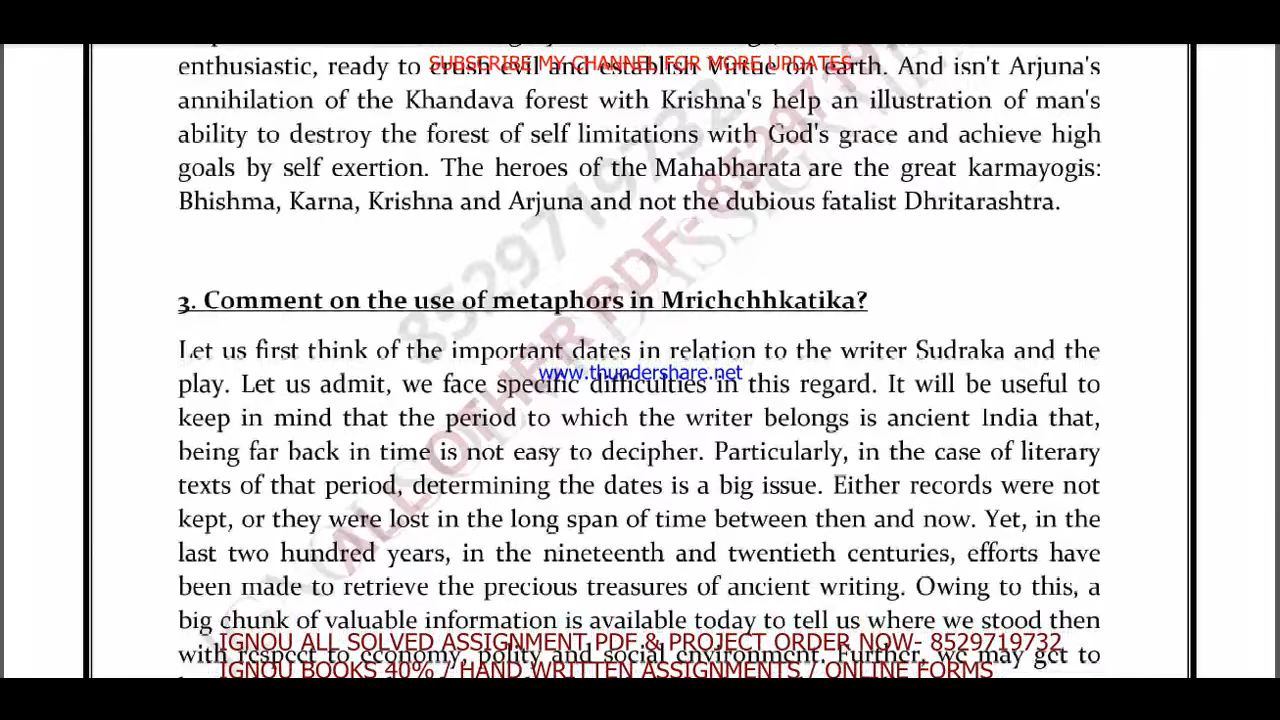 SUBSCRIBE MY CHANNEL FOR MORE UPDATES
enthusiastic, ready to crush evil and establish Virtue on earth. And isn't Arjuna's
annihilation of the Khandava forest with Krishna's help an illustration of man's
ability to destroy the forest of self limitations with God's grace and achieve high
goals by self exertion. The heroes of the Mahabharata are the great karmayogis:
Bhishma, Karna, Krishna and Arjuna and not the dubious fatalist Dhritarashtra.
3. Comment on the use of metaphors in Mrichchhkatika?
Let us first think of the important dates in relation to the writer Sudraka and the
www.thundershare.net
play. Let us admit, we face specific difficulties in this regard. It will be useful to
keep in mind that the period to which the writer belongs is ancient India that,
being far back in time is not easy to decipher. Particularly, in the case of literary
texts of that period, determining the dates is a big issue. Either records were not
kept, or they were lost in the long span of time between then and now. Yet, in the
last two hundred years, in the nineteenth and twentieth centuries, efforts have
been made to retrieve the precious treasures of ancient writing. Owing to this, a
big chunk of valuable information is available today to tell us where we stood then
IGNOU ALL SOLVED ASSIGNMENT PDF & PROJECT ORDER NOW- 8529719732
with respect to economy, polity and social environment. Further, we may get to
IGNOU BOOKS 40% / HAND WRITTEN ASSIGNMENTS / ONLINE FORMS
8529719732
ALL OTHER PDF- 85297197